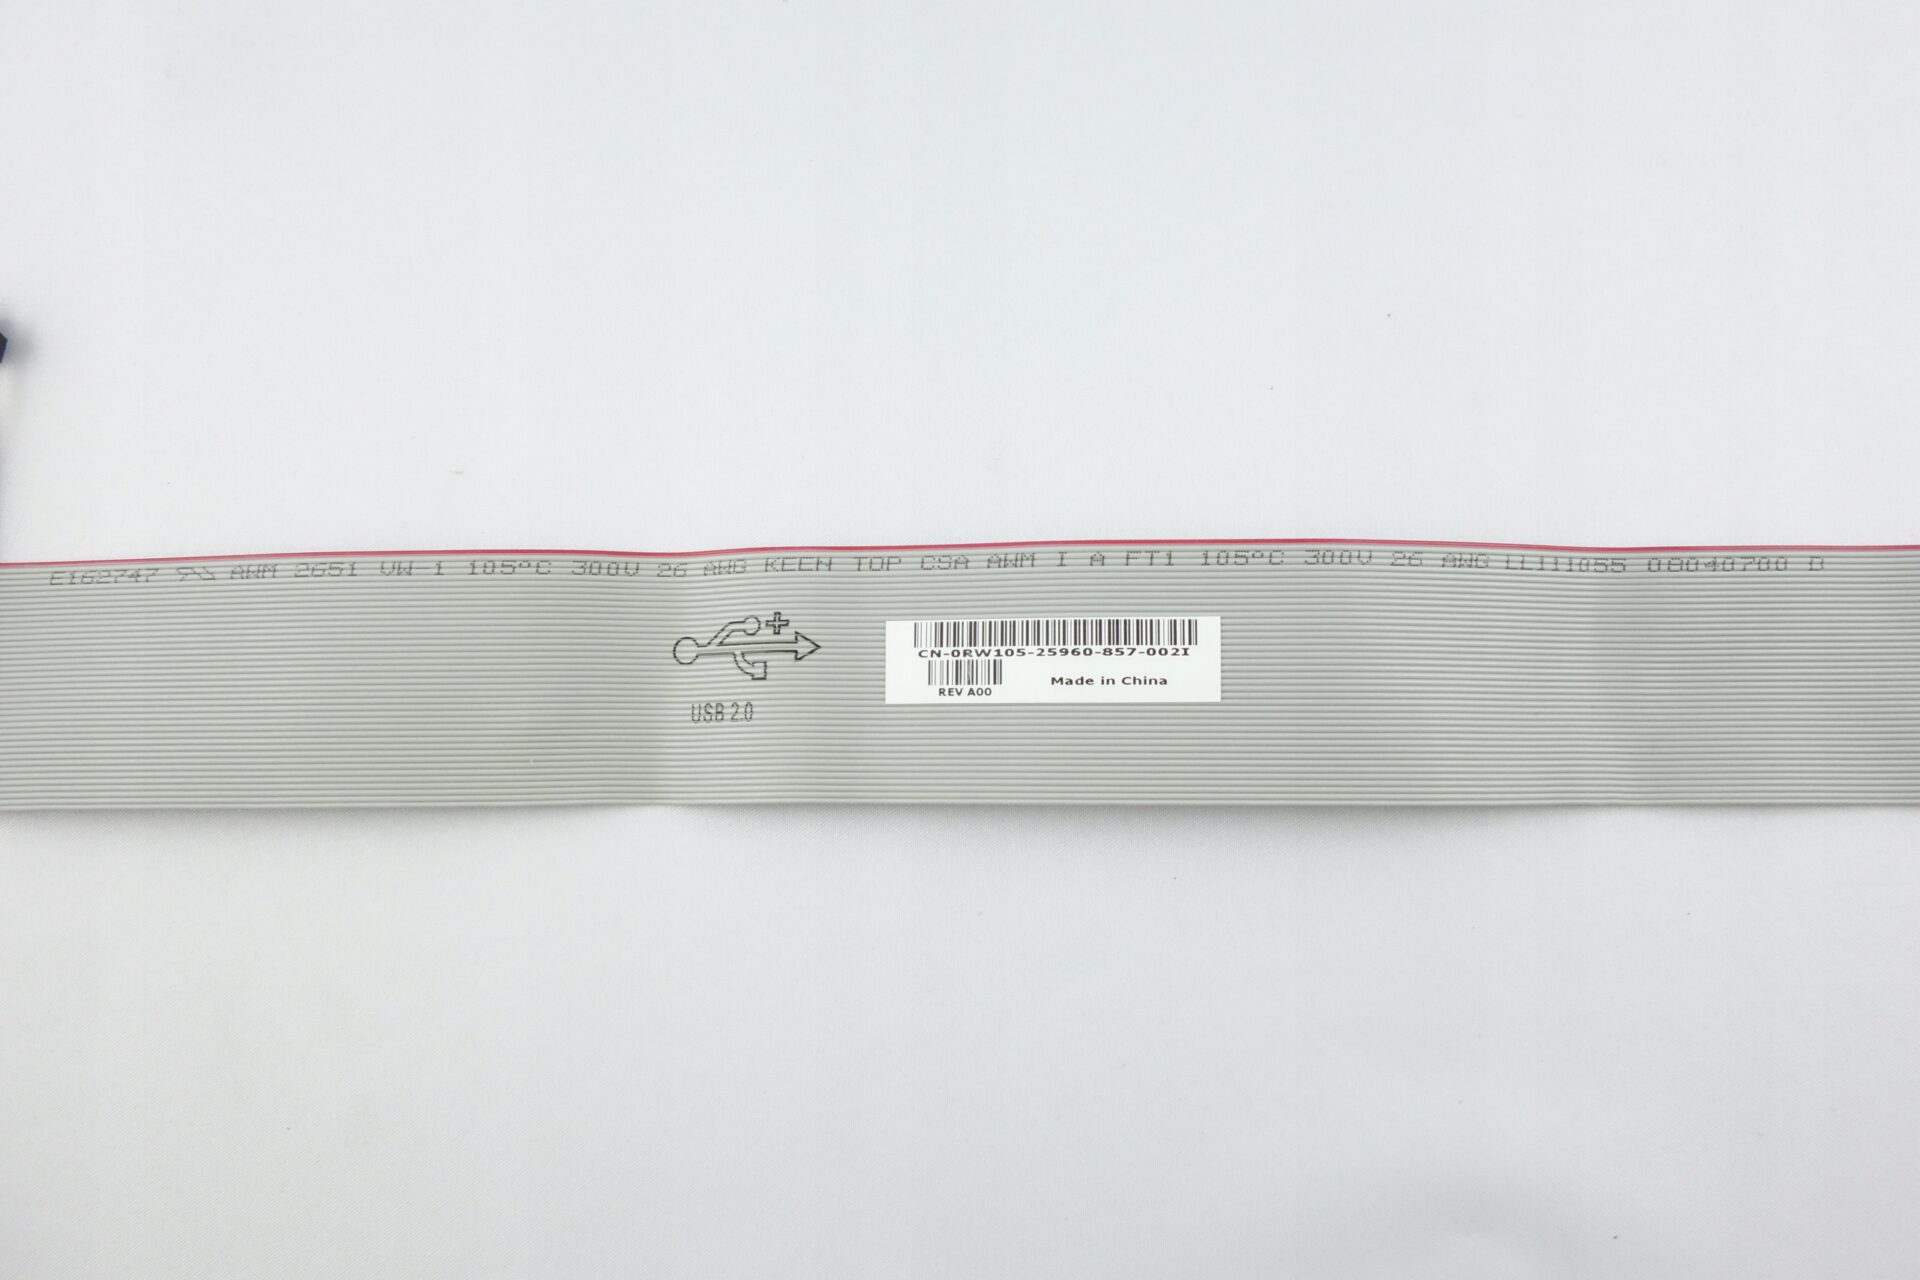 E162747 AWM 2651 VW-1 105°C 300V 26 AWG KEEN TOP CSA AWM I A FT1 105°C 300V 26 AWG LL111055 08040700 D
CN-0RW105-25960-857-002I
REV A00 Made in China
USB 2.0